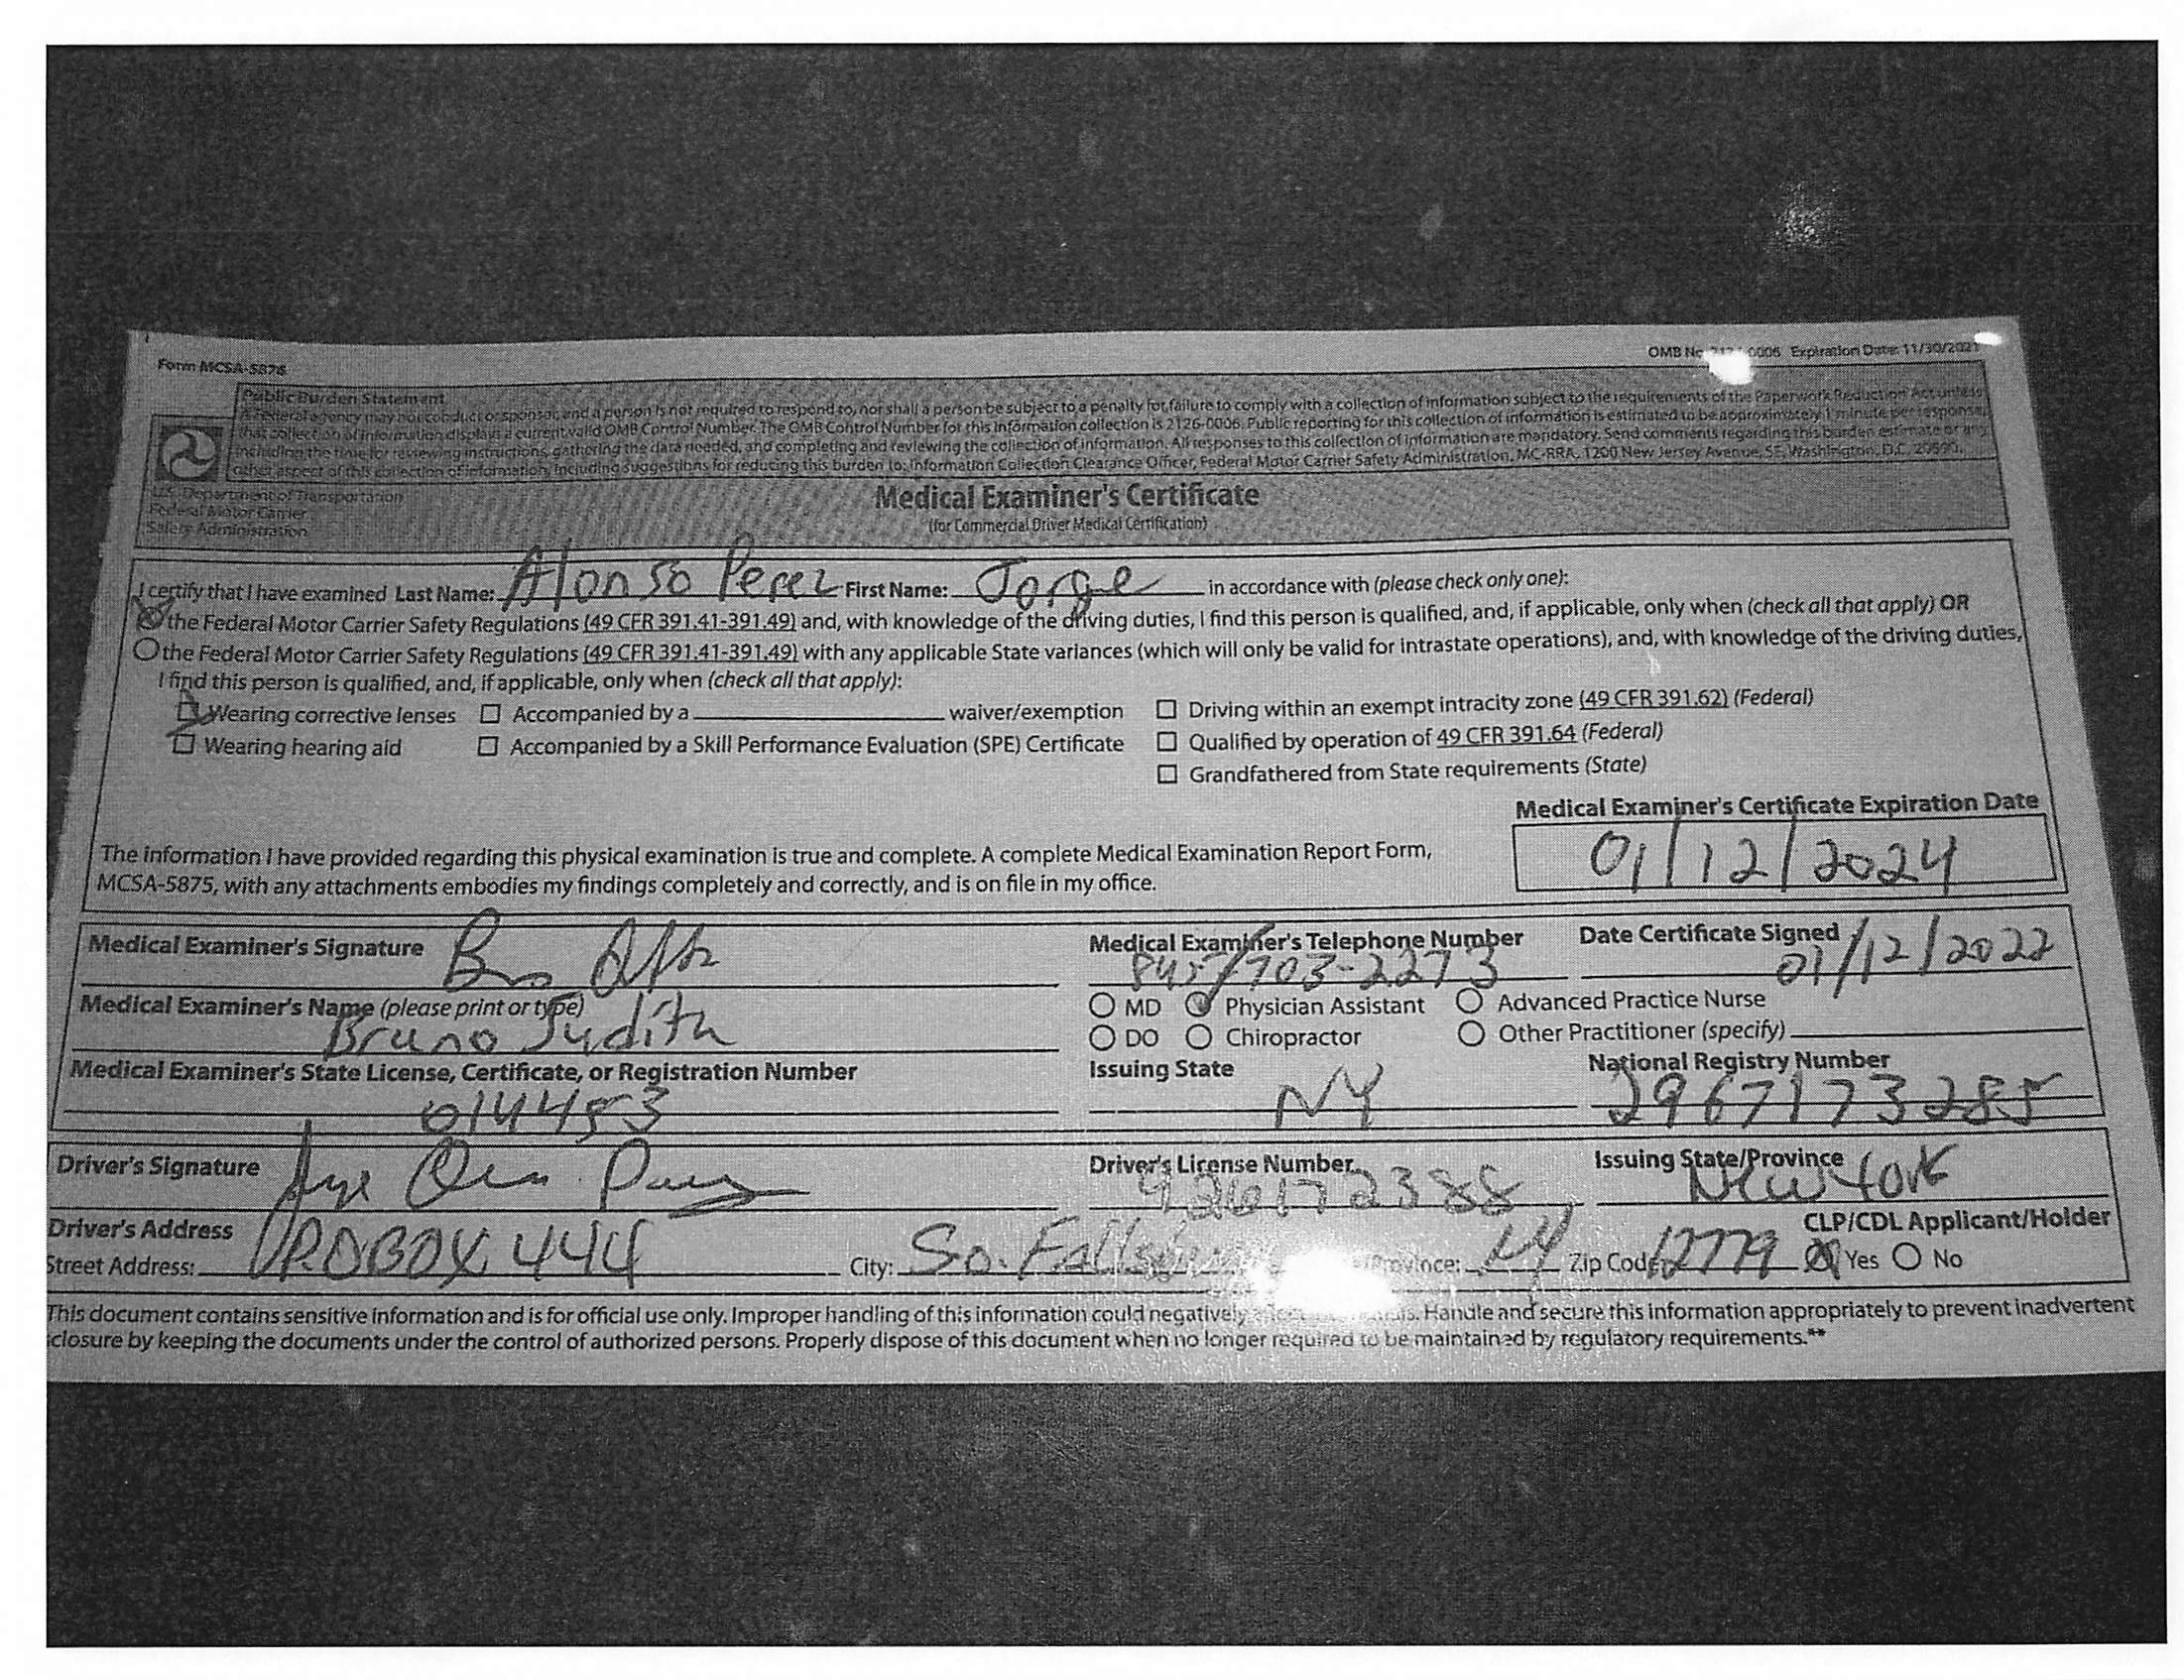 Form MCSA-5876
OMB No. 0006 Expiration Date: 11/30/2021
Public Burden Statement
A Federal agency may not conduct or sponsor, and a person is not required to respond to, nor shall a person be subject to a penalty for failure to comply with a collection of information subject to the requirements of the Paperwork Reduction Act unless
that collection of information displays a current valid OMB Control Number. The OMB Control Number for this information collection is 2126-0006. Public reporting for this collection of information is estimated to be approximately 1 minute per response,
including the time for reviewing instructions, gathering the data needed, and completing and reviewing the collection of information. All responses to this collection of information are mandatory. Send comments regarding this burden estimate or any
other aspect of this collection of information, including suggestions for reducing this burden to: Information Collection Clearance Officer, Federal Motor Carrier Safety Administration, MC-RRA, 1200 New Jersey Avenue, SE, Washington, D.C. 20590.
U.S. Department of Transportation
Federal Motor Carrier
Safety Administration
Medical Examiner's Certificate
(for Commercial Driver Medical Certification)
I certify that I have examined Last Name: Alonso Perez First Name: Jorge in accordance with (please check only one):
the Federal Motor Carrier Safety Regulations (49 CFR 391.41-391.49) and, with knowledge of the driving duties, I find this person is qualified, and, if applicable, only when (check all that apply) OR
the Federal Motor Carrier Safety Regulations (49 CFR 391.41-391.49) with any applicable State variances (which will only be valid for intrastate operations), and, with knowledge of the driving duties,
I find this person is qualified, and, if applicable, only when (check all that apply):
Wearing corrective lenses Accompanied by a waiver/exemption Driving within an exempt intracity zone (49 CFR 391.62) (Federal)
Wearing hearing aid Accompanied by a Skill Performance Evaluation (SPE) Certificate Qualified by operation of 49 CFR 391.64 (Federal)
Grandfathered from State requirements (State)
Medical Examiner's Certificate Expiration Date
01/12/2024
The information I have provided regarding this physical examination is true and complete. A complete Medical Examination Report Form,
MCSA-5875, with any attachments embodies my findings completely and correctly, and is on file in my office.
Medical Examiner's Signature Medical Examiner's Telephone Number Date Certificate Signed
845/703-2273 01/12/2022
Medical Examiner's Name (please print or type) MD Physician Assistant Advanced Practice Nurse
Bruno Judith DO Chiropractor Other Practitioner (specify)
Medical Examiner's State License, Certificate, or Registration Number Issuing State National Registry Number
014453 NY 2967173285
Driver's Signature Driver's License Number Issuing State/Province
426172388 New York
Driver's Address CLP/CDL Applicant/Holder
Street Address: P.O BOX 444 City: So. Province: NY Zip Code 12779 Yes No
This document contains sensitive information and is for official use only. Improper handling of this information could negatively Handle and secure this information appropriately to prevent inadvertent
closure by keeping the documents under the control of authorized persons. Properly dispose of this document when no longer required to be maintained by regulatory requirements.**